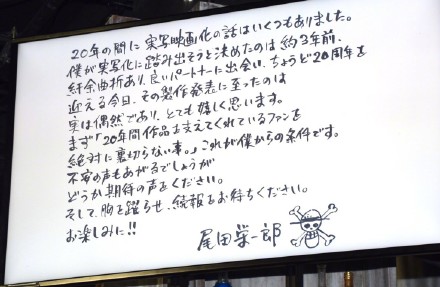 20年の間に実写映画化の話はいくつもありました。
僕が実写化に踏み出そうと決めたのは約3年前、
紆余曲折あり、良いパートナーに出会い、ちょうど20周年を
迎える今日、その製作発表に至ったのは
実は偶然であり、とても嬉しく思います。
まず「20年間作品を支えてくれているファンを
絶対に裏切らない事。」これが僕からの条件です。
不安の声もあがるでしょうが
どうか期待の声をください。
そして、胸を躍らせ、続報をお待ちください。
お楽しみに!!
尾田栄一郎